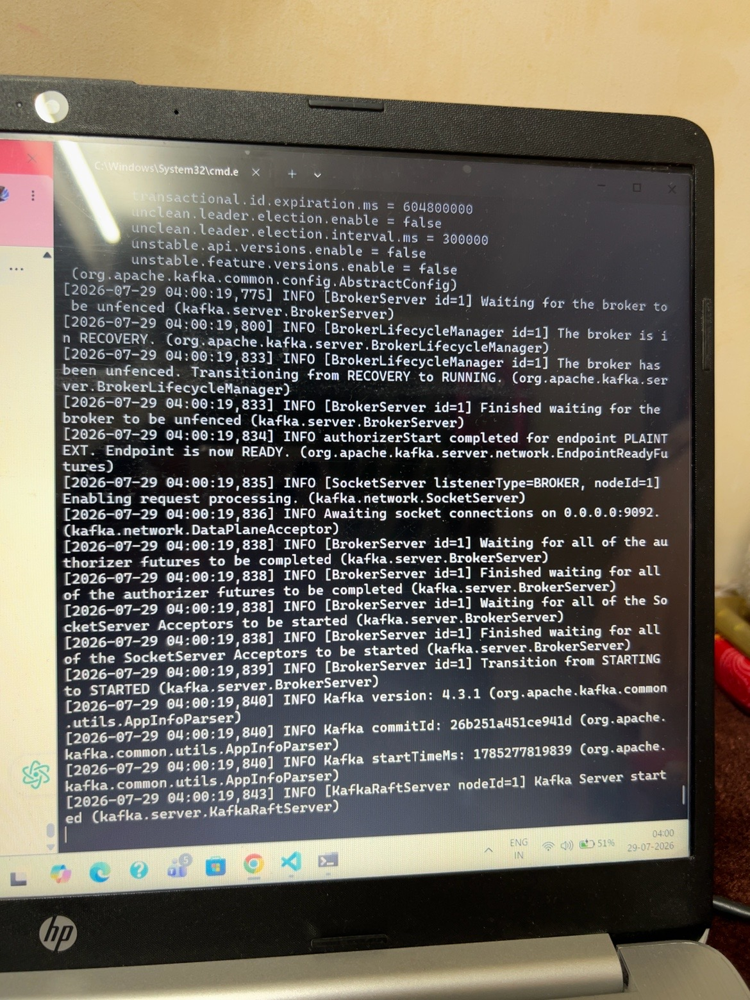 C:\Windows\System32\cmd.e
transactional.id.expiration.ms = 604800000
unclean.leader.election.enable = false
unclean.leader.election.interval.ms = 300000
unstable.api.versions.enable = false
unstable.feature.versions.enable = false
(org.apache.kafka.common.config.AbstractConfig)
[2026-07-29 04:00:19,775] INFO [BrokerServer id=1] Waiting for the broker to
be unfenced (kafka.server.BrokerServer)
[2026-07-29 04:00:19,800] INFO [BrokerLifecycleManager id=1] The broker is i
n RECOVERY. (org.apache.kafka.server.BrokerLifecycleManager)
[2026-07-29 04:00:19,833] INFO [BrokerLifecycleManager id=1] The broker has
been unfenced. Transitioning from RECOVERY to RUNNING. (org.apache.kafka.ser
ver.BrokerLifecycleManager)
[2026-07-29 04:00:19,833] INFO [BrokerServer id=1] Finished waiting for the
broker to be unfenced (kafka.server.BrokerServer)
[2026-07-29 04:00:19,834] INFO authorizerStart completed for endpoint PLAINT
EXT. Endpoint is now READY. (org.apache.kafka.server.network.EndpointReadyFu
tures)
[2026-07-29 04:00:19,835] INFO [SocketServer listenerType=BROKER, nodeId=1]
Enabling request processing. (kafka.network.SocketServer)
[2026-07-29 04:00:19,836] INFO Awaiting socket connections on 0.0.0.0:9092.
(kafka.network.DataPlaneAcceptor)
[2026-07-29 04:00:19,838] INFO [BrokerServer id=1] Waiting for all of the au
thorizer futures to be completed (kafka.server.BrokerServer)
[2026-07-29 04:00:19,838] INFO [BrokerServer id=1] Finished waiting for all
of the authorizer futures to be completed (kafka.server.BrokerServer)
[2026-07-29 04:00:19,838] INFO [BrokerServer id=1] Waiting for all of the So
cketServer Acceptors to be started (kafka.server.BrokerServer)
[2026-07-29 04:00:19,838] INFO [BrokerServer id=1] Finished waiting for all
of the SocketServer Acceptors to be started (kafka.server.BrokerServer)
[2026-07-29 04:00:19,839] INFO [BrokerServer id=1] Transition from STARTING
to STARTED (kafka.server.BrokerServer)
[2026-07-29 04:00:19,840] INFO Kafka version: 4.3.1 (org.apache.kafka.common
.utils.AppInfoParser)
[2026-07-29 04:00:19,840] INFO Kafka commitId: 26b251a451ce941d (org.apache.
kafka.common.utils.AppInfoParser)
[2026-07-29 04:00:19,840] INFO Kafka startTimeMs: 1785277819839 (org.apache.
kafka.common.utils.AppInfoParser)
[2026-07-29 04:00:19,843] INFO [KafkaRaftServer nodeId=1] Kafka Server start
ed (kafka.server.KafkaRaftServer)
5
ENG
IN
51%
04:00
29-07-2026
hp